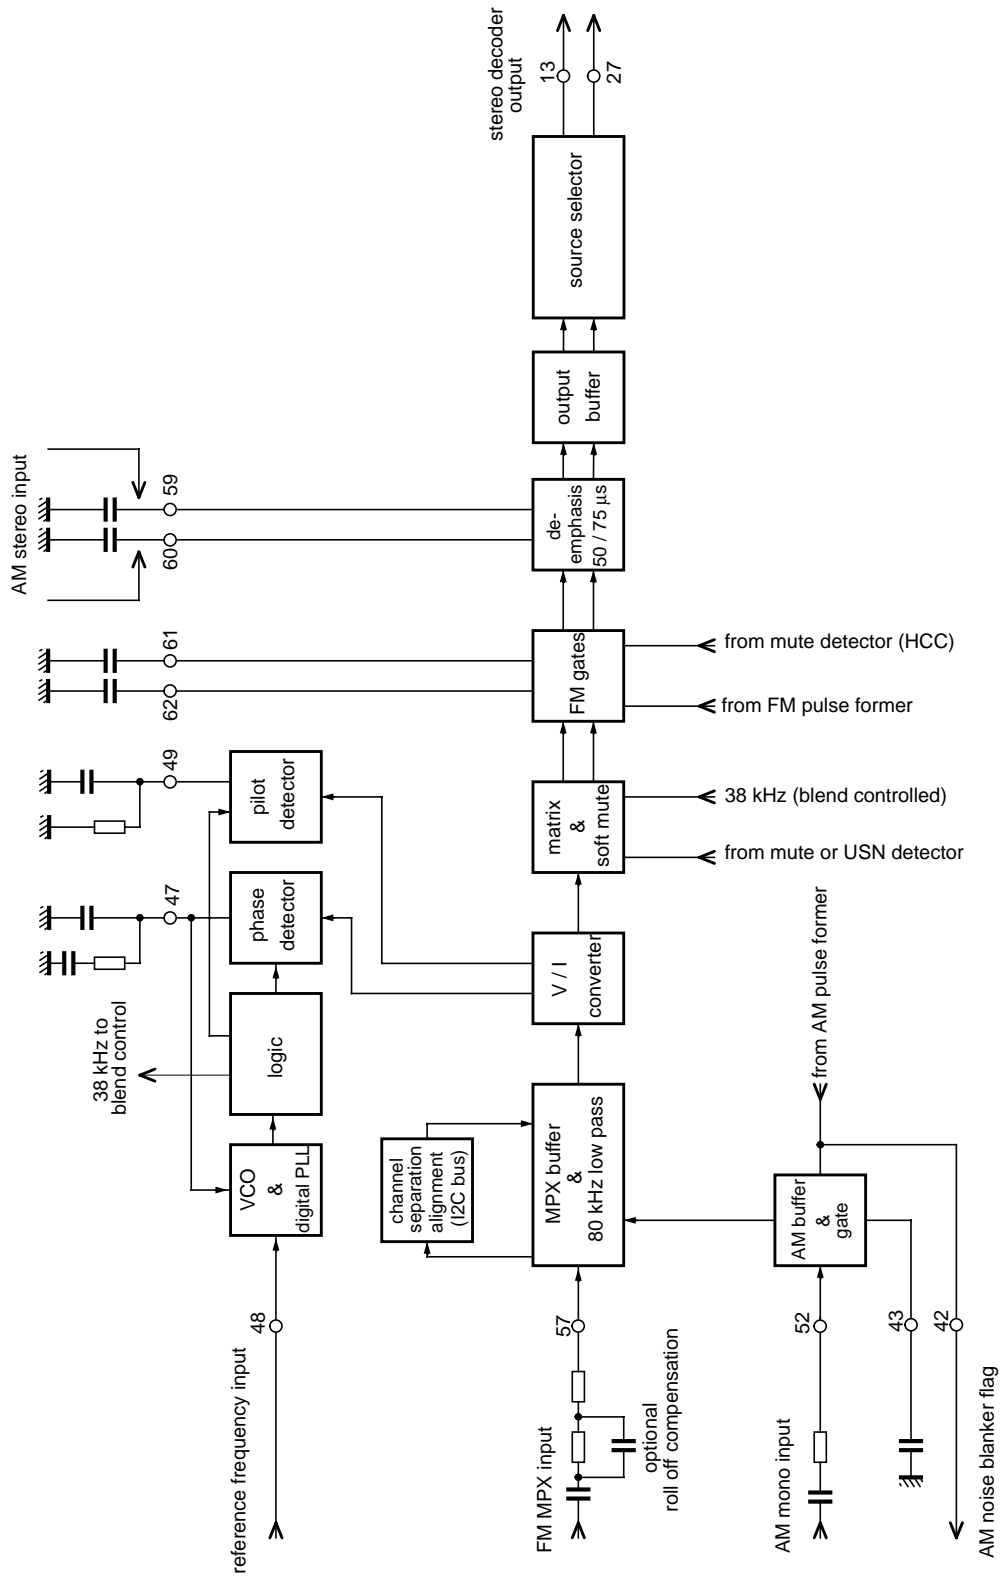 reference frequency input
48
VCO
&
digital PLL
logic
38 kHz to
blend control
phase
detector
47
pilot
detector
49
62
61
AM stereo input
60
59
channel
separation
alignment
(I2C bus)
FM MPX input
optional
roll off compensation
57
MPX buffer
&
80 kHz low pass
V / I
converter
matrix
&
soft mute
FM gates
de-
emphasis
50 / 75 µs
output
buffer
source selector
stereo decoder
output
13
27
from mute or USN detector
38 kHz (blend controlled)
from FM pulse former
from mute detector (HCC)
AM mono input
52
43
42
AM buffer
&
gate
from AM pulse former
AM noise blanker flag